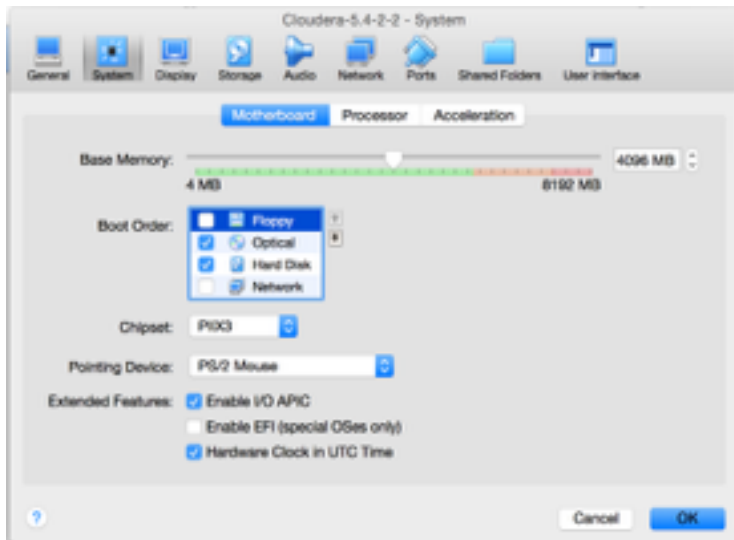 Cloudera-5.4-2-2 - System
General System Display Storage Audio Network Ports Shared Folders User Interface
Motherboard Processor Acceleration
Base Memory: 4096 MB
4 MB 8192 MB
Boot Order: Floppy
Optical
Hard Disk
Network
Chipset: PIIX3
Pointing Device: PS/2 Mouse
Extended Features: Enable I/O APIC
Enable EFI (special OSes only)
Hardware Clock in UTC Time
? Cancel OK